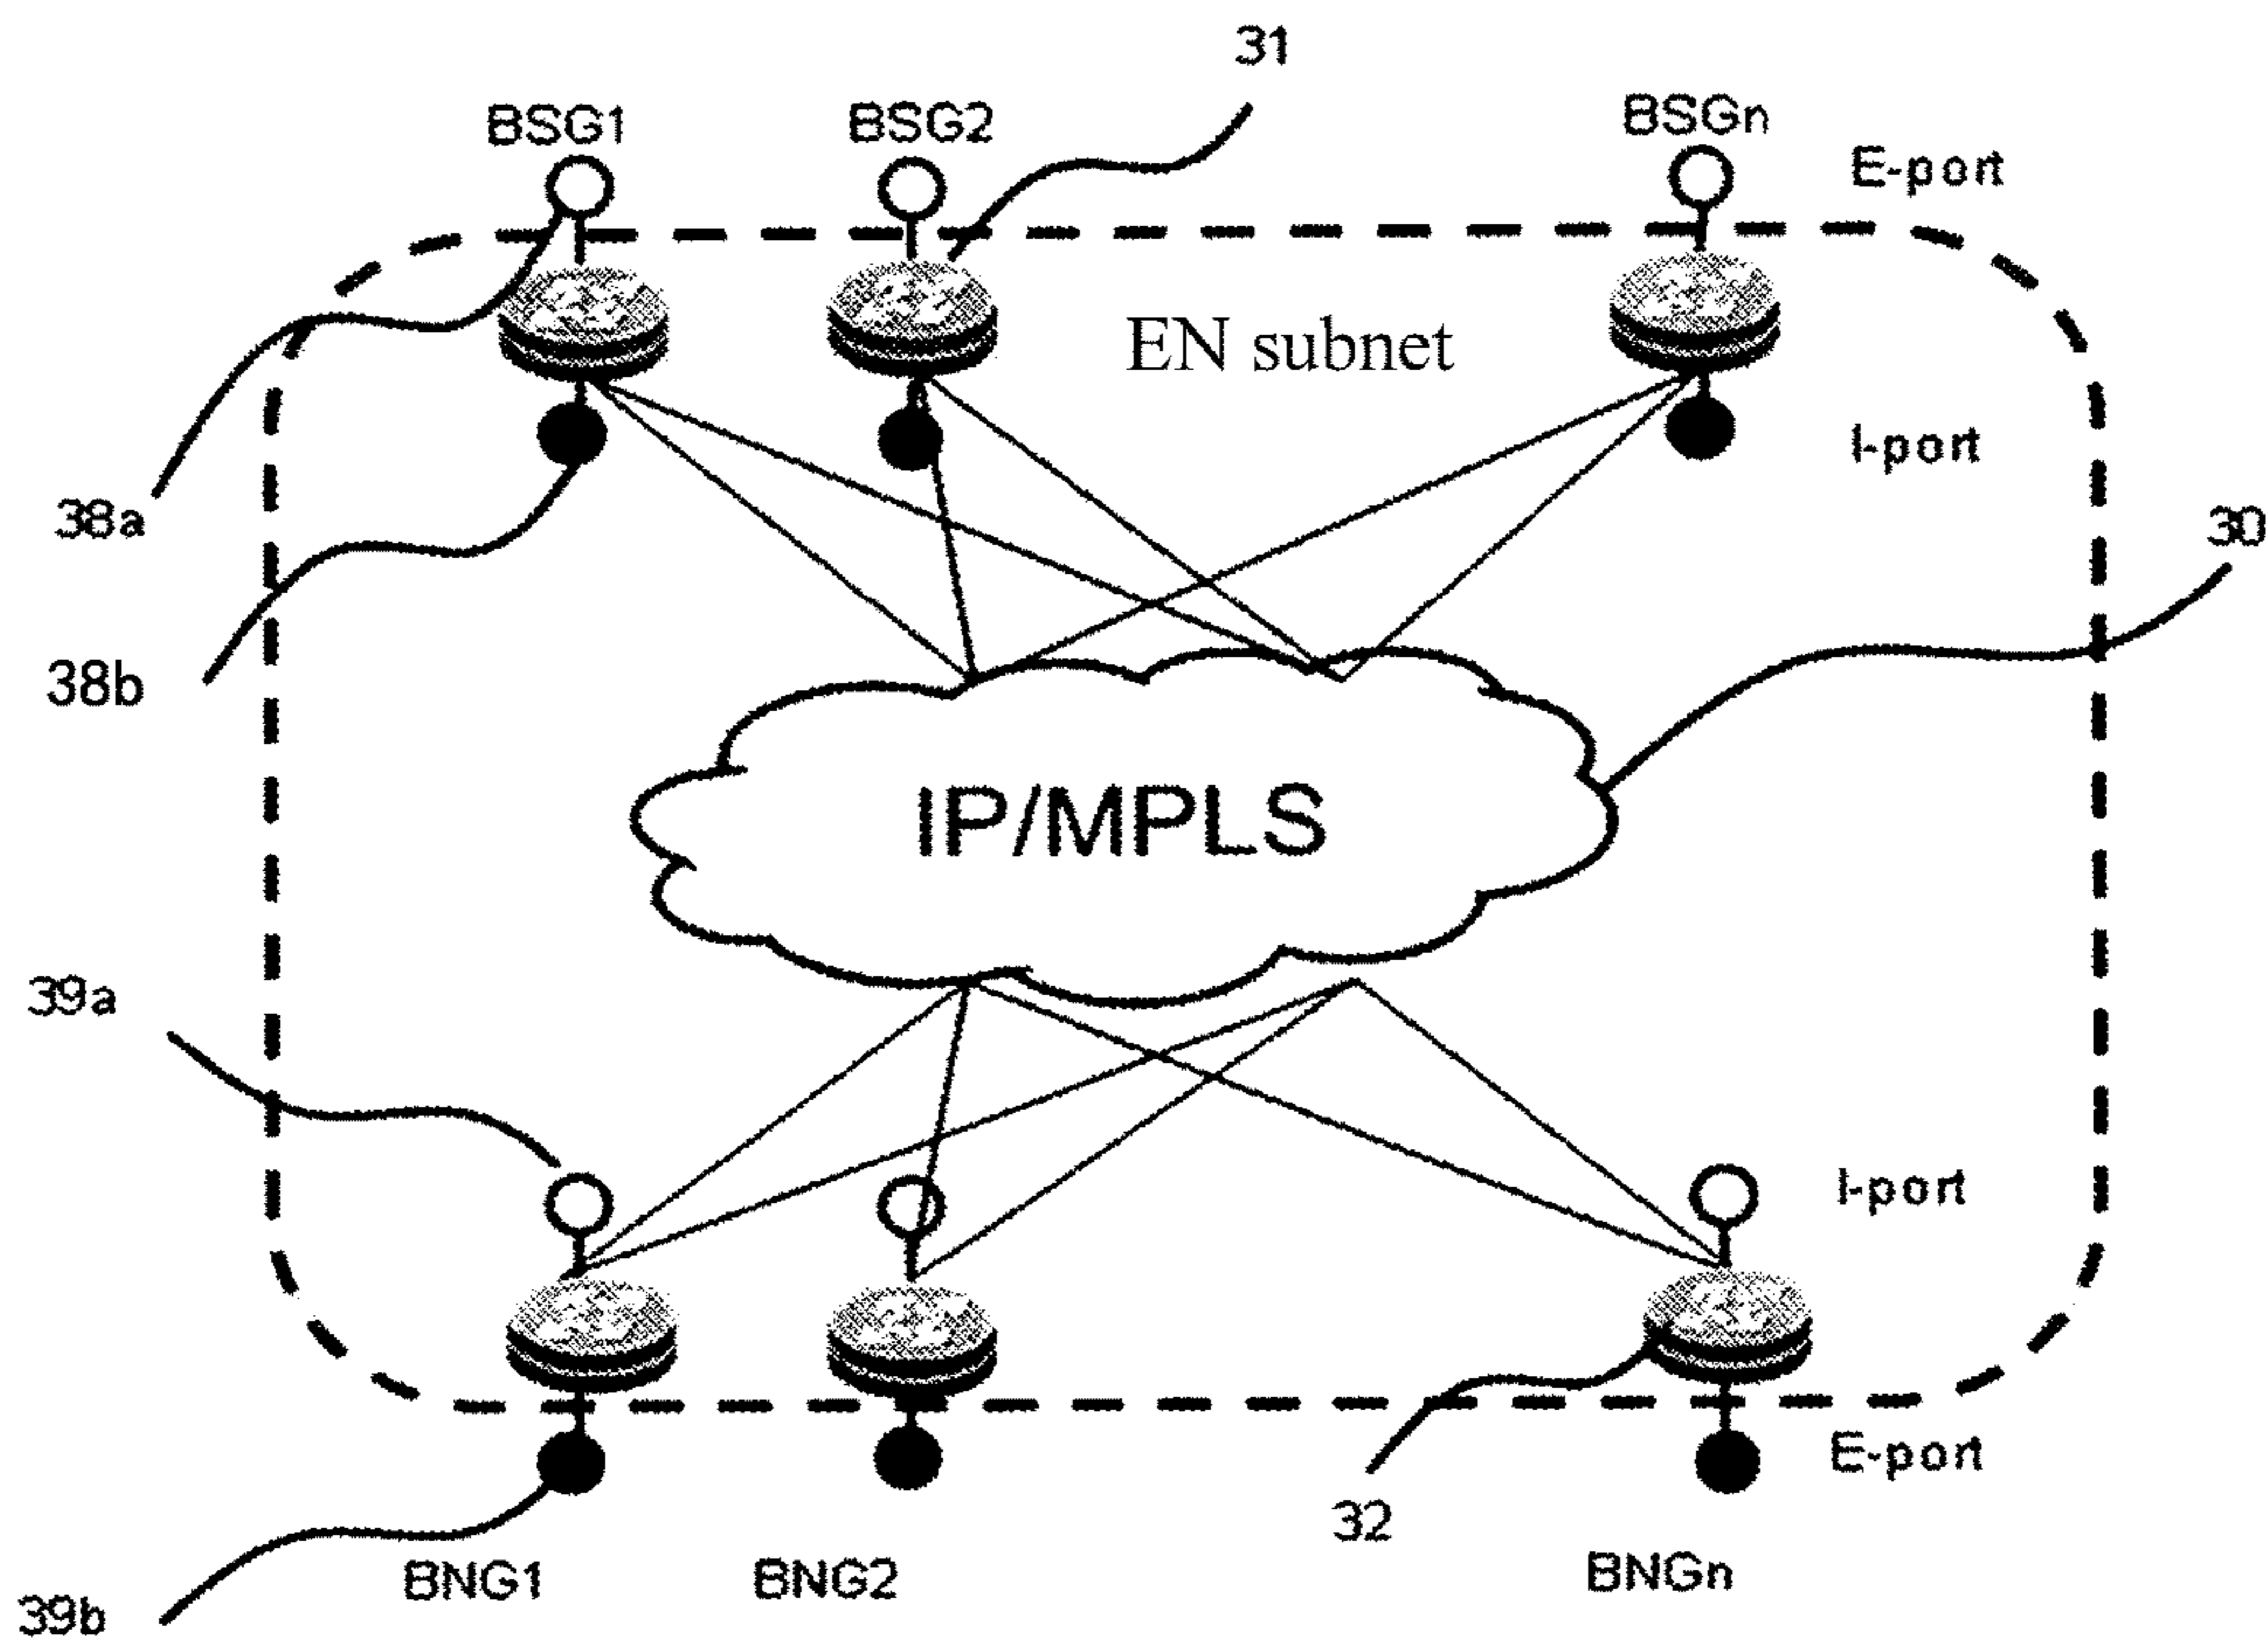 31
BSG1 BSG2 BSGn
E-port
EN subnet
I-port
38a
30
38b
IP/MPLS
39a
I-port
E-port
32
BNG1 BNG2 BNGn
39b